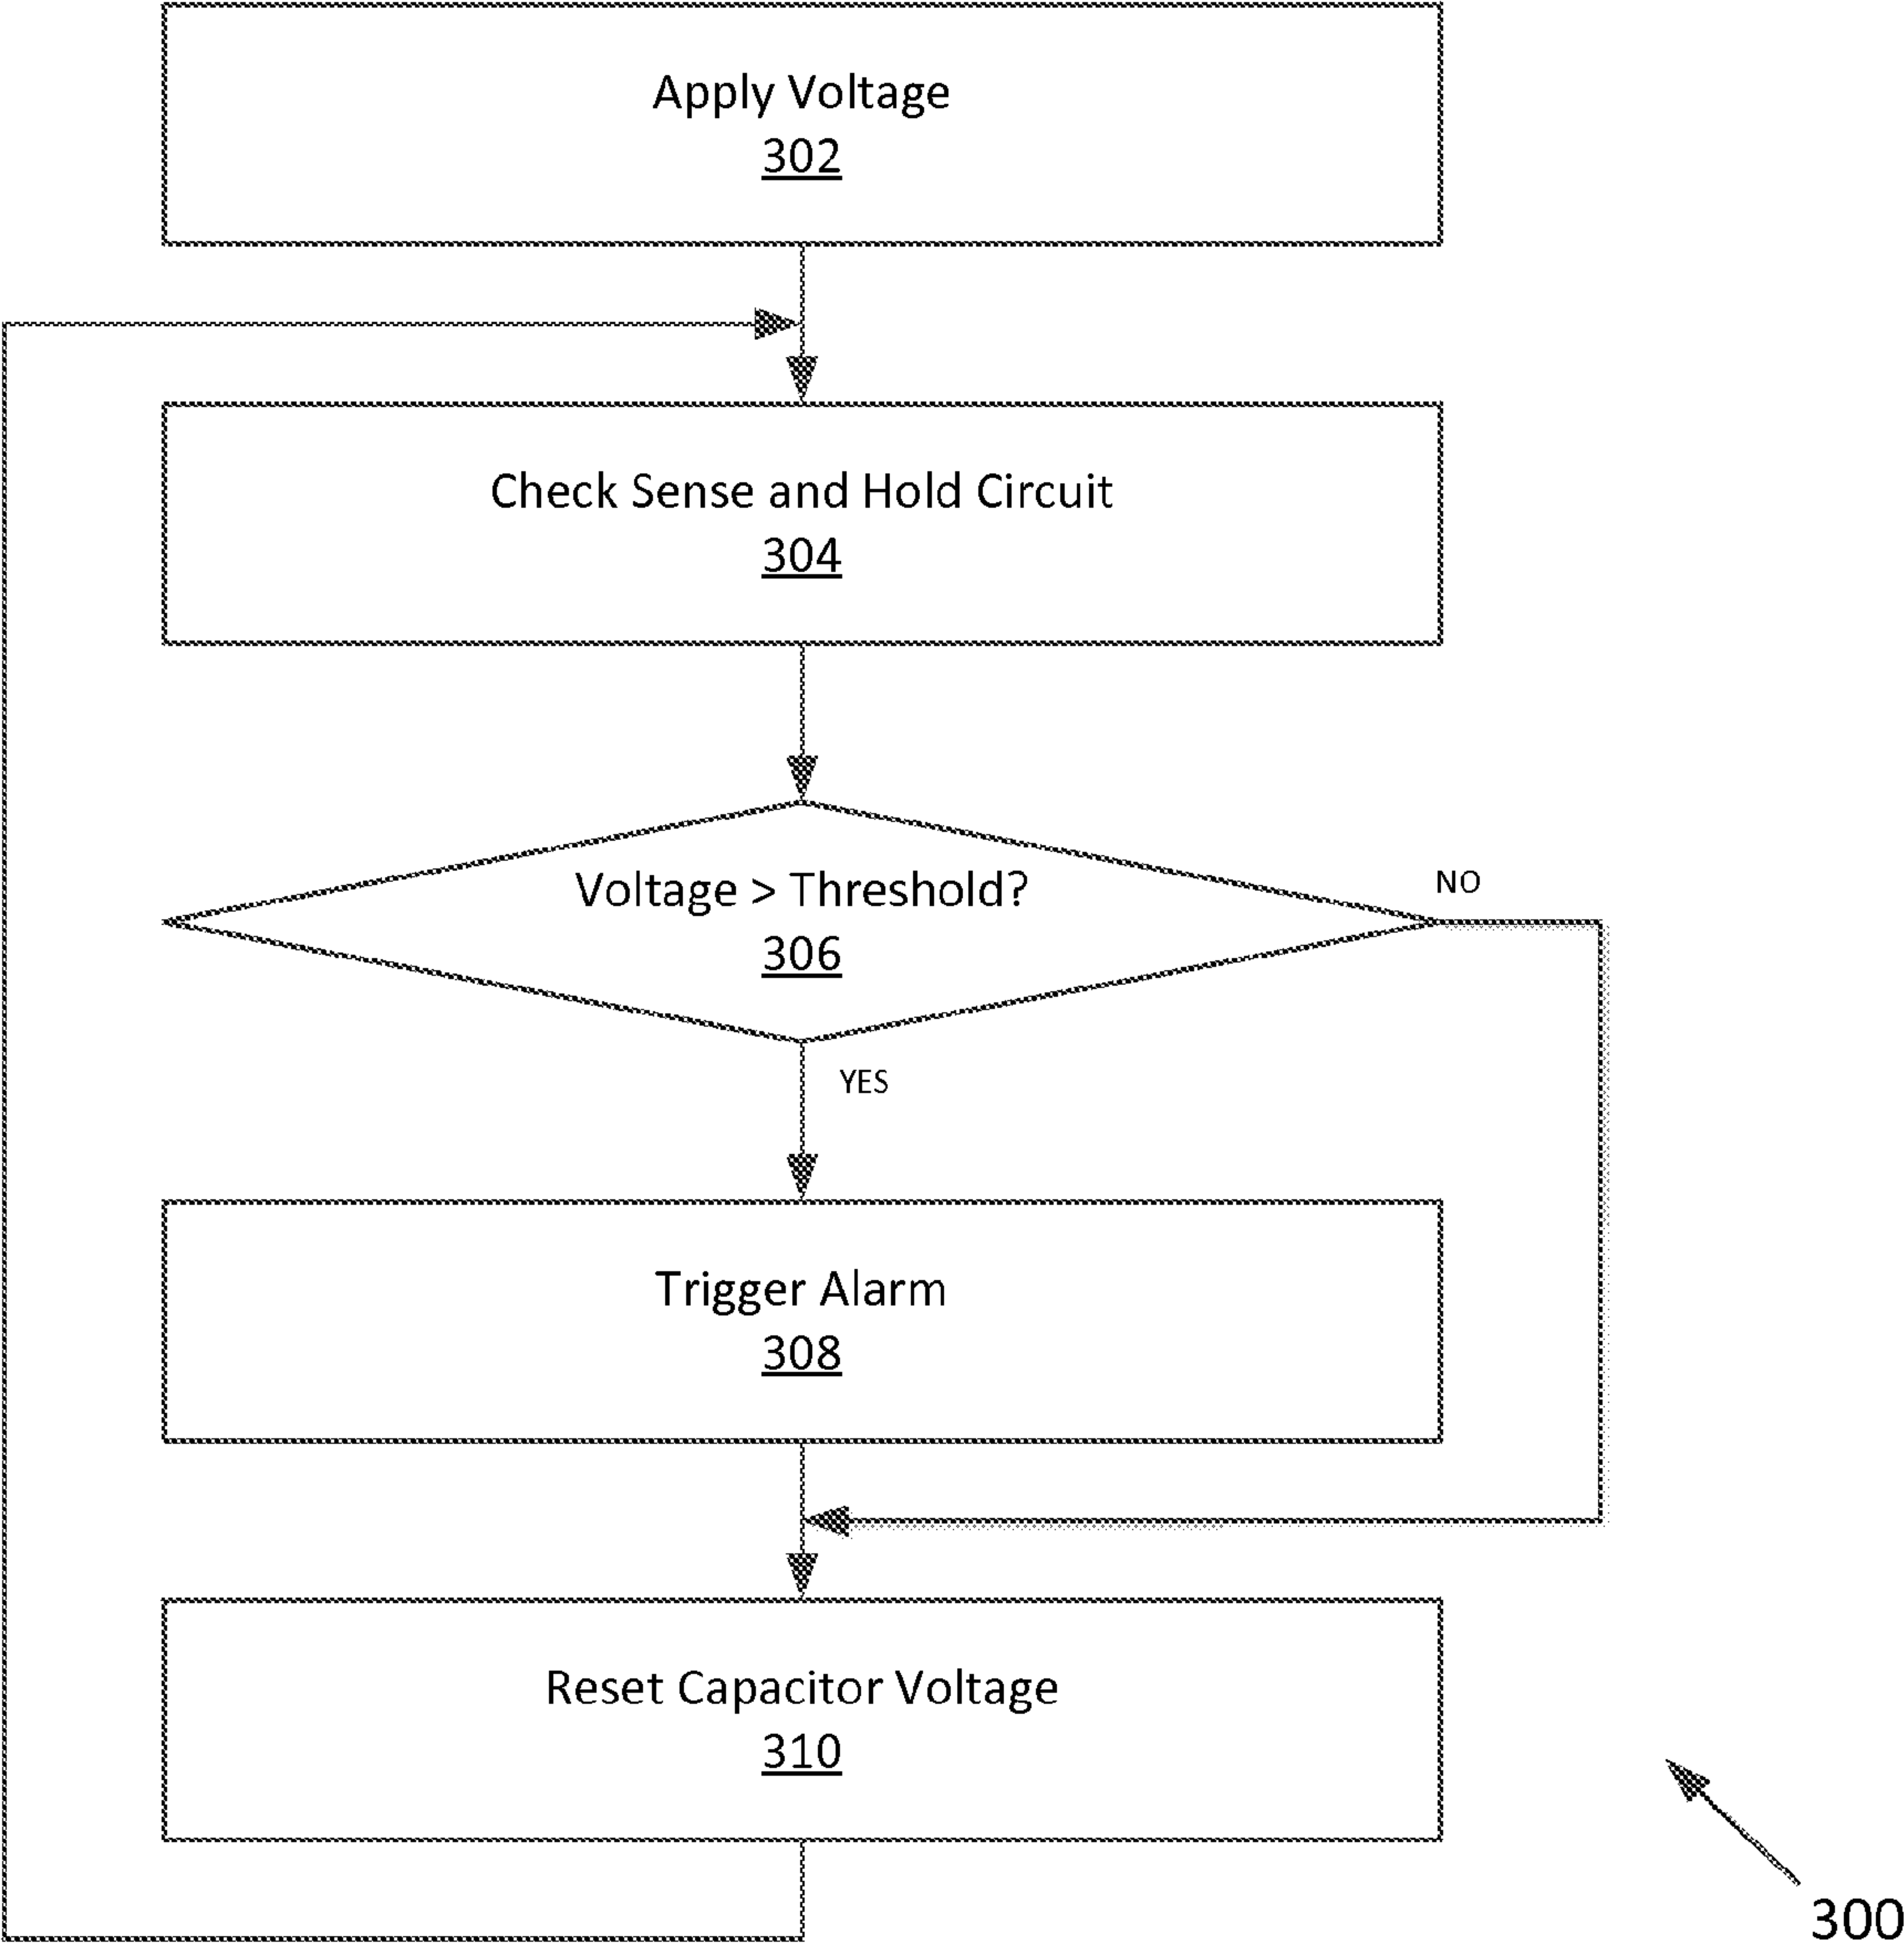 Apply Voltage
302
Check Sense and Hold Circuit
304
Voltage > Threshold?
306
NO
YES
Trigger Alarm
308
Reset Capacitor Voltage
310
300